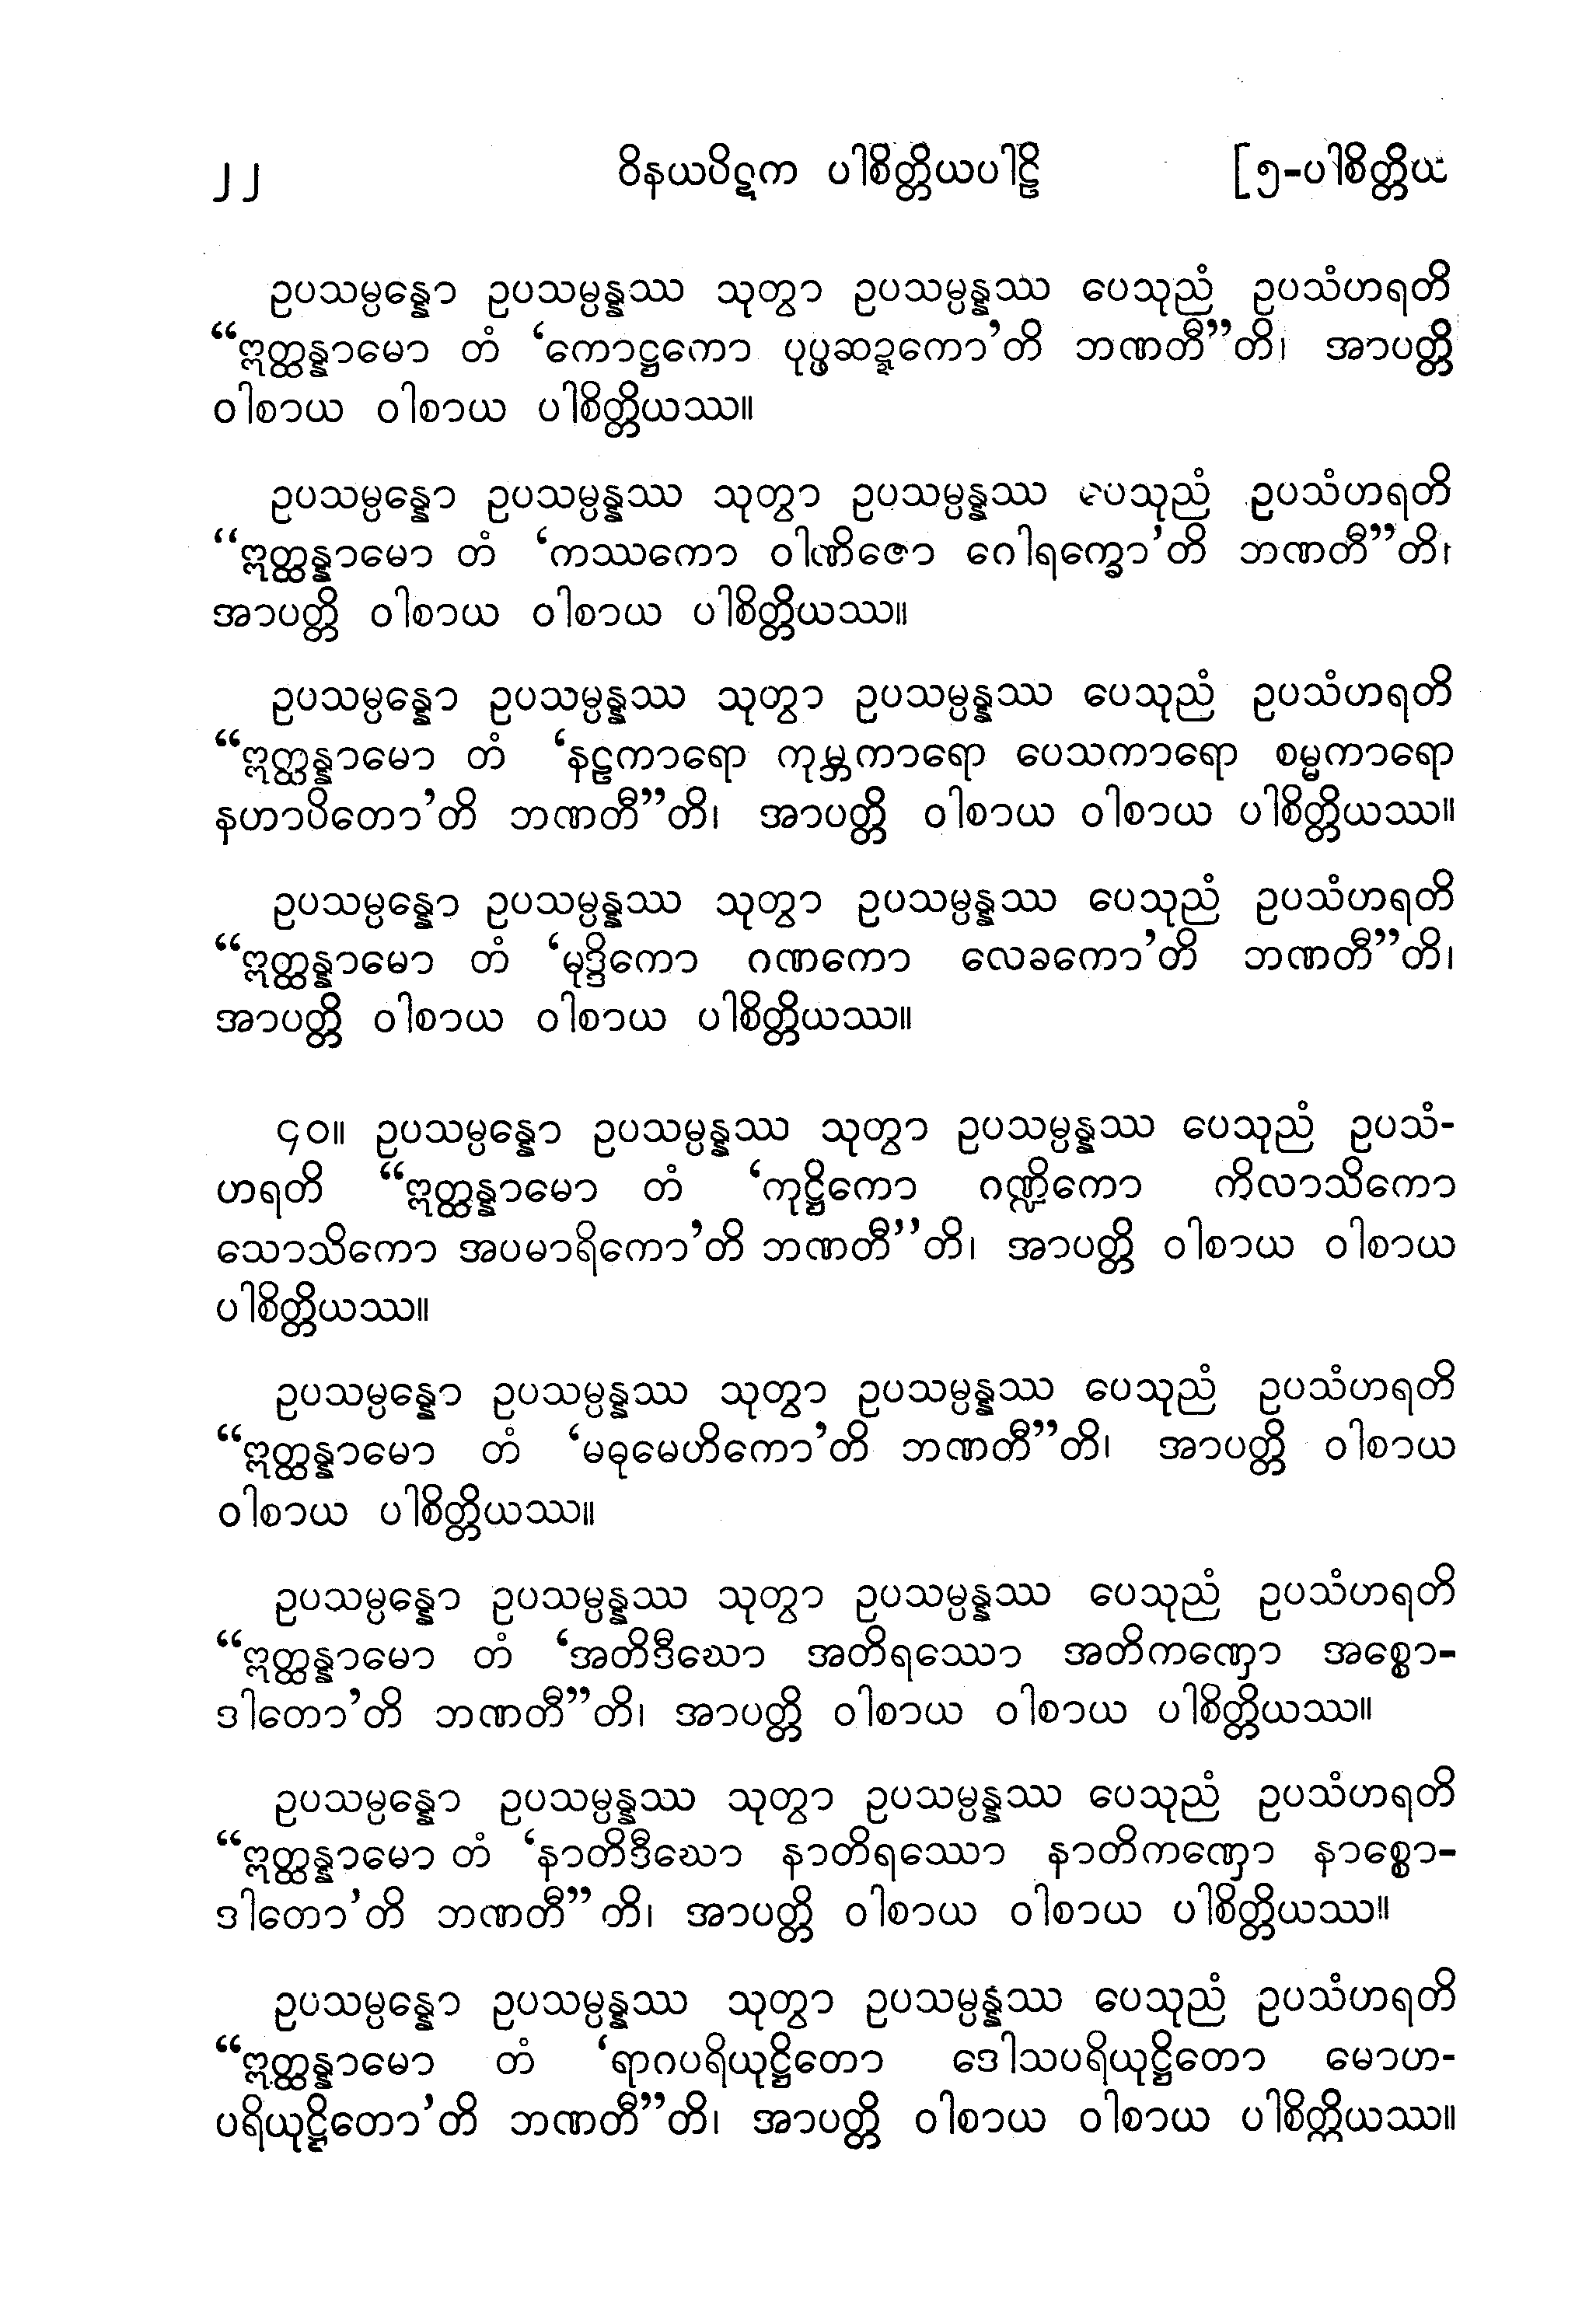 ၂၂ ဝိနယပိဋက ပါစိတ္တိယပါဠိ [၅-ပါစိတ္တိယ
ဥပသမ္ပန္နော ဥပသမ္ပန္နဿ သုတွာ ဥပသမ္ပန္နဿ ပေသုညံ ဥပသံဟရတိ
“ဣတ္ထန္နာမော တံ ‘ကောဋ္ဌကော ပုပ္ဖဆဍ္ဍကော’တိ ဘဏတီ”တိ၊ အာပတ္တိ
ဝါစာယ ဝါစာယ ပါစိတ္တိယဿ။
ဥပသမ္ပန္နော ဥပသမ္ပန္နဿ သုတွာ ဥပသမ္ပန္နဿ ပေသုညံ ဥပသံဟရတိ
“ဣတ္ထန္နာမော တံ ‘ကဿကော ဝါဏိဇော ဂေါရက္ခော’တိ ဘဏတီ”တိ၊
အာပတ္တိ ဝါစာယ ဝါစာယ ပါစိတ္တိယဿ။
ဥပသမ္ပန္နော ဥပသမ္ပန္နဿ သုတွာ ဥပသမ္ပန္နဿ ပေသုညံ ဥပသံဟရတိ
“ဣတ္ထန္နာမော တံ ‘နဠကာရော ကုမ္ဘကာရော ပေသကာရော စမ္မကာရော
နဟာပိတော’တိ ဘဏတီ”တိ၊ အာပတ္တိ ဝါစာယ ဝါစာယ ပါစိတ္တိယဿ။
ဥပသမ္ပန္နော ဥပသမ္ပန္နဿ သုတွာ ဥပသမ္ပန္နဿ ပေသုညံ ဥပသံဟရတိ
“ဣတ္ထန္နာမော တံ ‘မုဒ္ဒိကော ဂဏကော လေခကော’တိ ဘဏတီ”တိ၊
အာပတ္တိ ဝါစာယ ဝါစာယ ပါစိတ္တိယဿ။
၄၀။ ဥပသမ္ပန္နော ဥပသမ္ပန္နဿ သုတွာ ဥပသမ္ပန္နဿ ပေသုညံ ဥပသံ-
ဟရတိ “ဣတ္ထန္နာမော တံ ‘ကုဋ္ဌိကော ဂဏ္ဍိကော ကိလာသိကော
သောသိကော အပမာရိကော’တိ ဘဏတီ”တိ၊ အာပတ္တိ ဝါစာယ ဝါစာယ
ပါစိတ္တိယဿ။
ဥပသမ္ပန္နော ဥပသမ္ပန္နဿ သုတွာ ဥပသမ္ပန္နဿ ပေသုညံ ဥပသံဟရတိ
“ဣတ္ထန္နာမော တံ ‘မဓုမေဟိကော’တိ ဘဏတီ”တိ၊ အာပတ္တိ ဝါစာယ
ဝါစာယ ပါစိတ္တိယဿ။
ဥပသမ္ပန္နော ဥပသမ္ပန္နဿ သုတွာ ဥပသမ္ပန္နဿ ပေသုညံ ဥပသံဟရတိ
“ဣတ္ထန္နာမော တံ ‘အတိဒီဃော အတိရဿော အတိကဏှော အစ္စော-
ဒါတော’တိ ဘဏတီ”တိ၊ အာပတ္တိ ဝါစာယ ဝါစာယ ပါစိတ္တိယဿ။
ဥပသမ္ပန္နော ဥပသမ္ပန္နဿ သုတွာ ဥပသမ္ပန္နဿ ပေသုညံ ဥပသံဟရတိ
“ဣတ္ထန္နာမော တံ ‘နာတိဒီဃော နာတိရဿော နာတိကဏှော နာစ္စော-
ဒါတော’တိ ဘဏတီ”တိ၊ အာပတ္တိ ဝါစာယ ဝါစာယ ပါစိတ္တိယဿ။
ဥပသမ္ပန္နော ဥပသမ္ပန္နဿ သုတွာ ဥပသမ္ပန္နဿ ပေသုညံ ဥပသံဟရတိ
“ဣတ္ထန္နာမော တံ ‘ရာဂပရိယုဋ္ဌိတော ဒေါသပရိယုဋ္ဌိတော မောဟ-
ပရိယုဋ္ဌိတော’တိ ဘဏတီ”တိ၊ အာပတ္တိ ဝါစာယ ဝါစာယ ပါစိတ္တိယဿ။